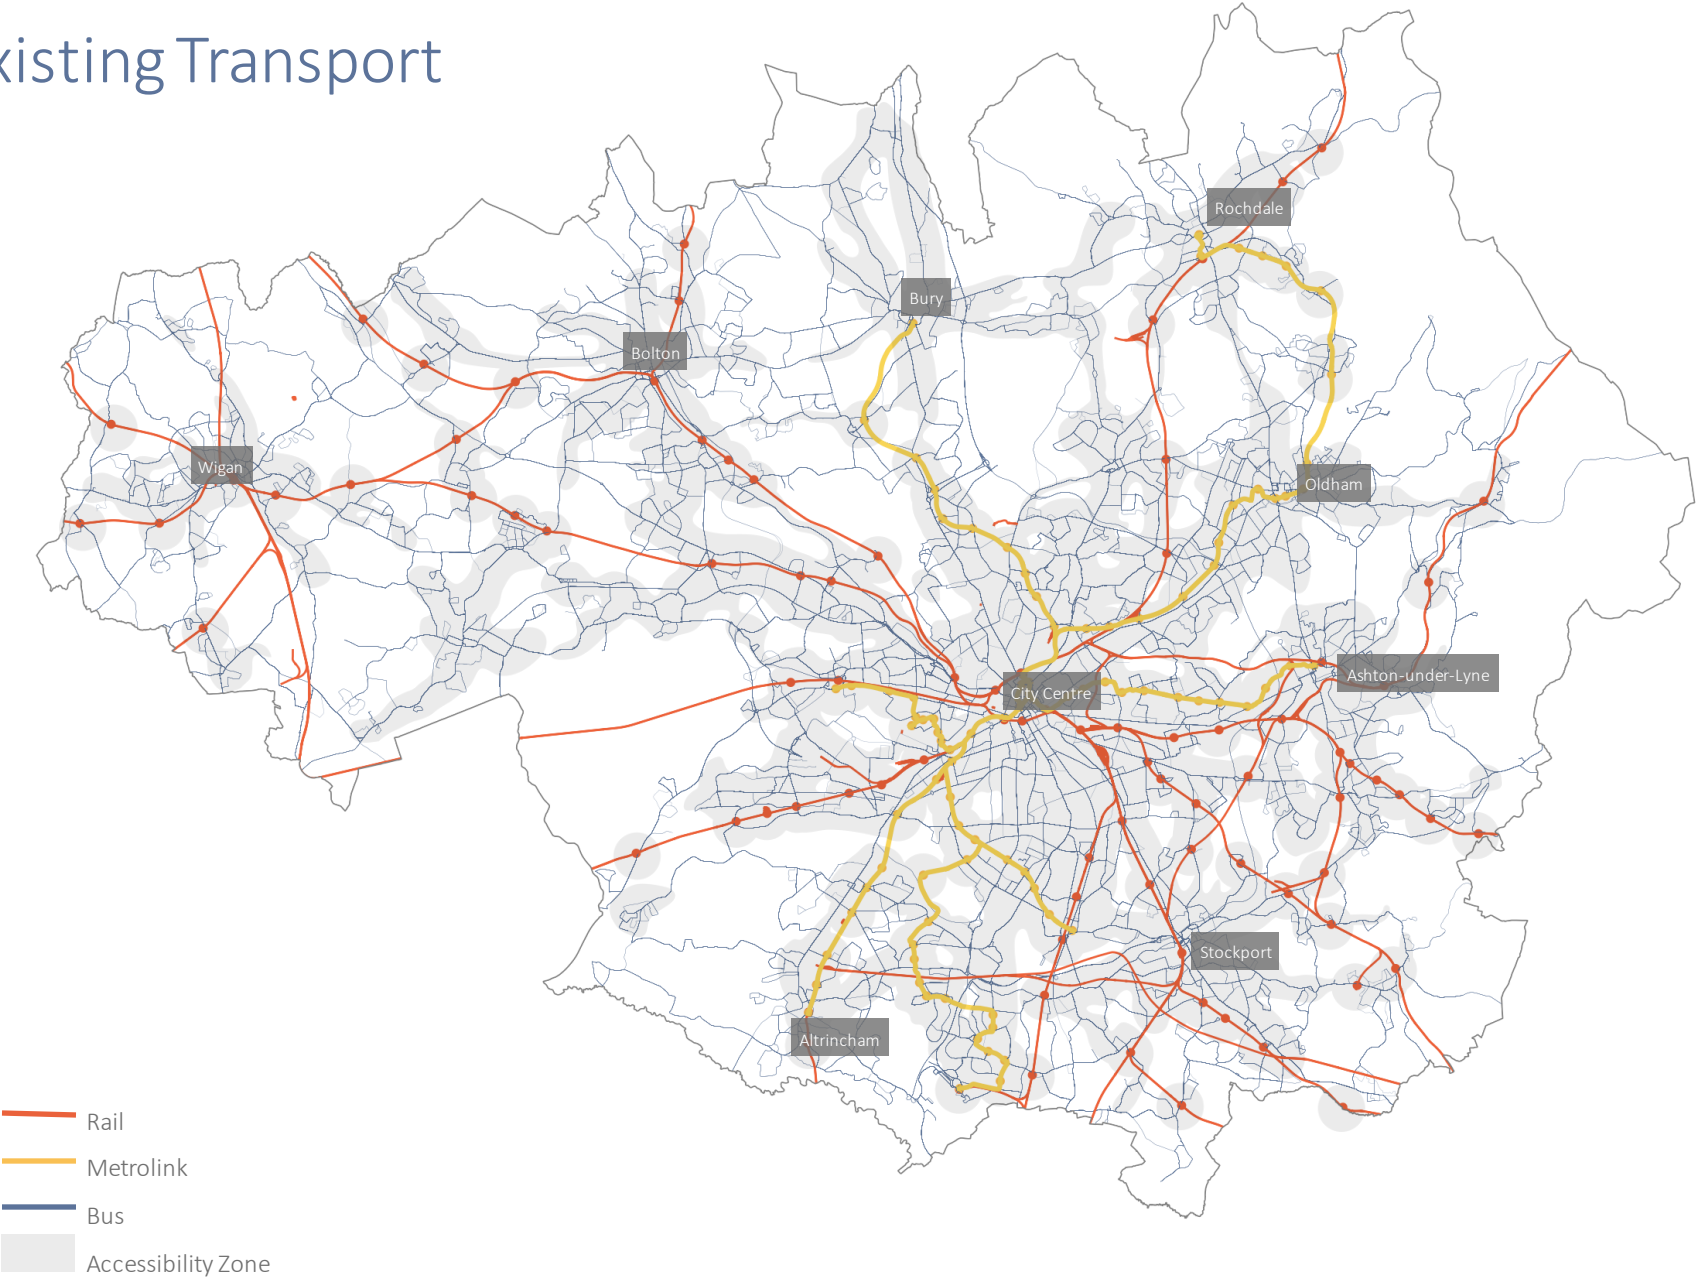 xisting Transport
Rochdale
Bury
Bolton
Wigan
Oldham
Ashton-under-Lyne
City Centre
Stockport
Altrincham
Rail
Metrolink
Bus
Accessibility Zone